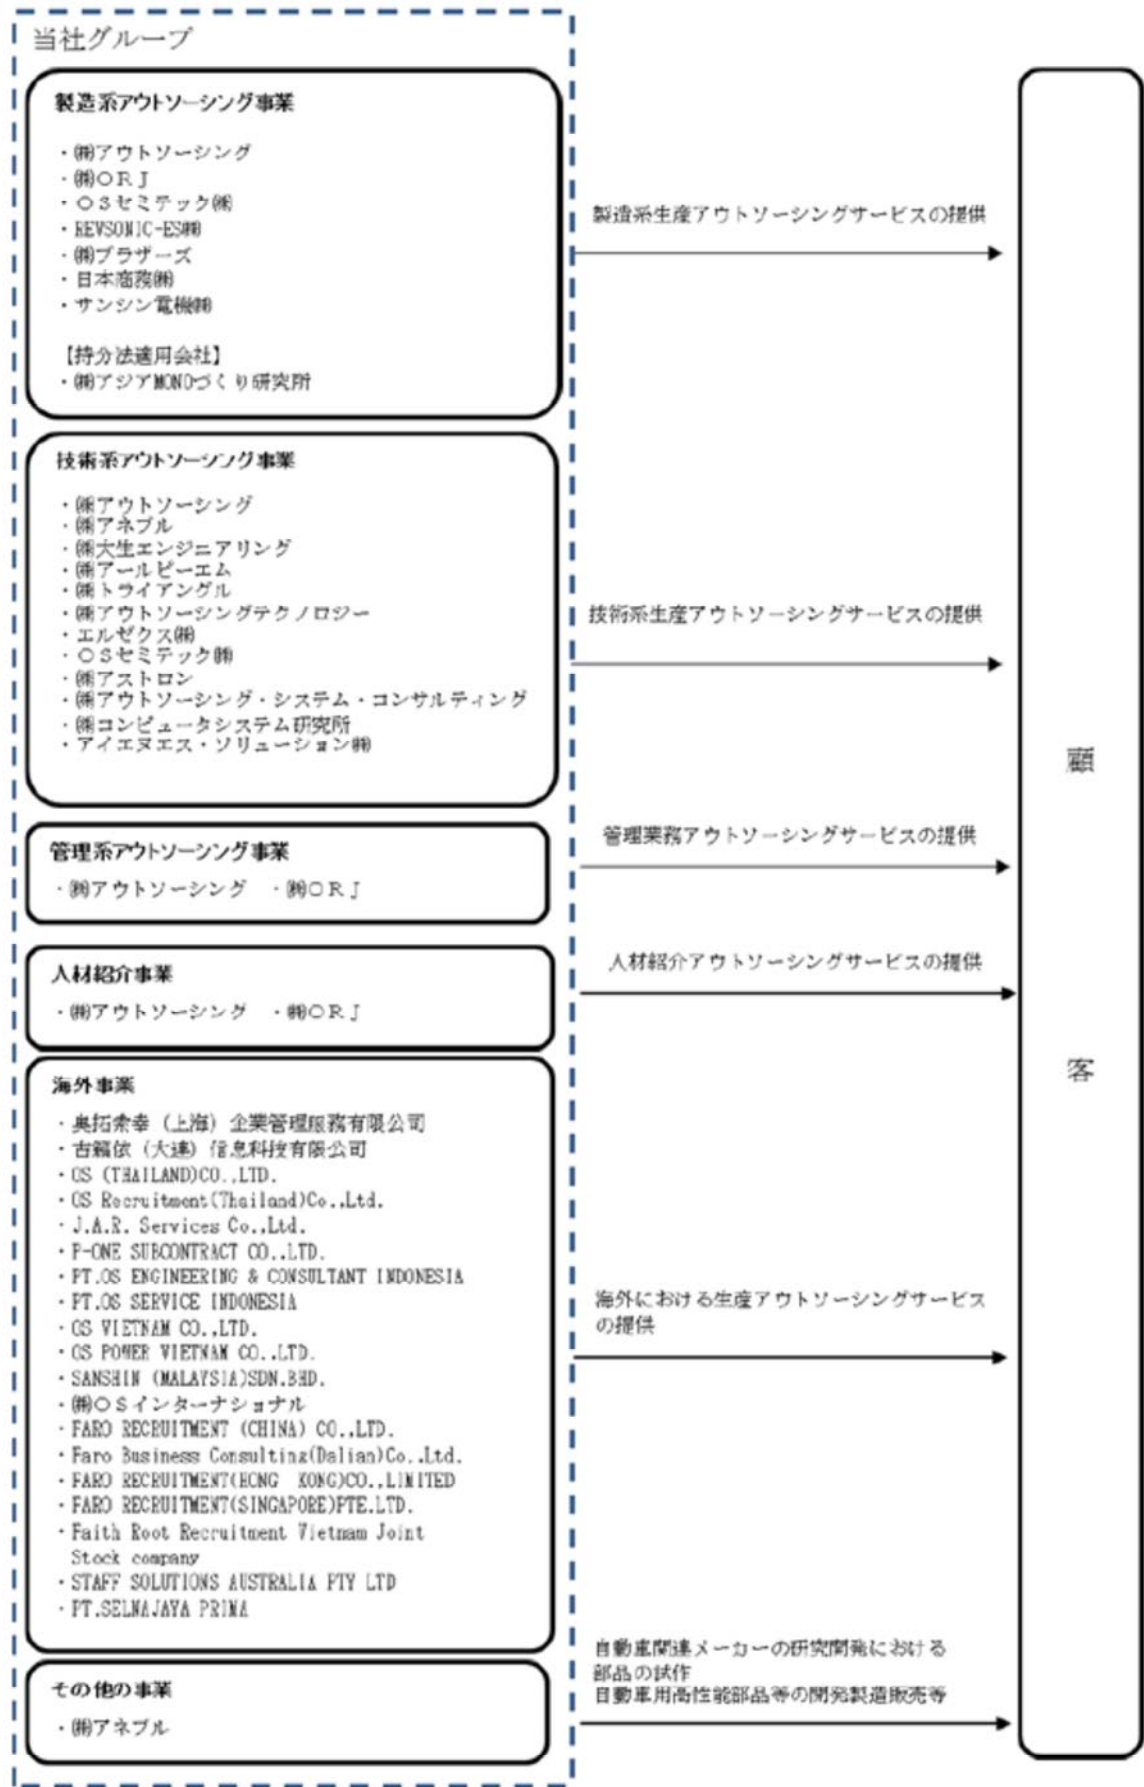 当社グループ
製造系アウトソーシング事業
・㈱アウトソーシング
・㈱ＯＲＪ
・ＯＳセミテック㈱
・REVSONIC-ES㈱
・㈱ブラザーズ
・日本商務㈱
・サンシン電機㈱
【持分法適用会社】
・㈱アジアMONOづくり研究所
製造系生産アウトソーシングサービスの提供
技術系アウトソーシング事業
・㈱アウトソーシング
・㈱アネブル
・㈱大生エンジニアリング
・㈱アールピーエム
・㈱トライアングル
・㈱アウトソーシングテクノロジー
・エルゼクス㈱
・ＯＳセミテック㈱
・㈱アストロン
・㈱アウトソーシング・システム・コンサルティング
・㈱コンピュータシステム研究所
・アイエヌエス・ソリューション㈱
技術系生産アウトソーシングサービスの提供
管理系アウトソーシング事業
・㈱アウトソーシング ・㈱ＯＲＪ
管理業務アウトソーシングサービスの提供
人材紹介事業
・㈱アウトソーシング ・㈱ＯＲＪ
人材紹介アウトソーシングサービスの提供
海外事業
・奥拓索幸（上海）企業管理服務有限公司
・（大連）信息科技有限公司
・OS (THAILAND)CO.,LTD.
・OS Recruitment(Thailand)Co.,Ltd.
・J.A.R. Services Co.,Ltd.
・P-ONE SUBCONTRACT CO.,LTD.
・PT.OS ENGINEERING & CONSULTANT INDONESIA
・PT.OS SERVICE INDONESIA
・OS VIETNAM CO.,LTD.
・OS POWER VIETNAM CO.,LTD.
・SANSHIN (MALAYSIA)SDN.BHD.
・㈱ＯＳインターナショナル
・FARO RECRUITMENT (CHINA) CO.,LTD.
・Faro Business Consulting(Dalian)Co.,Ltd.
・FARO RECRUITMENT(HONG KONG)CO.,LIMITED
・FARO RECRUITMENT(SINGAPORE)PTE.LTD.
・Faith Root Recruitment Vietnam Joint
Stock company
・STAFF SOLUTIONS AUSTRALIA PTY LTD
・PT.SELNAJAYA PRIMA
海外における生産アウトソーシングサービス
の提供
その他の事業
・㈱アネブル
自動車関連メーカーの研究開発における
部品の試作
自動車用高性能部品等の開発製造販売等
顧
客